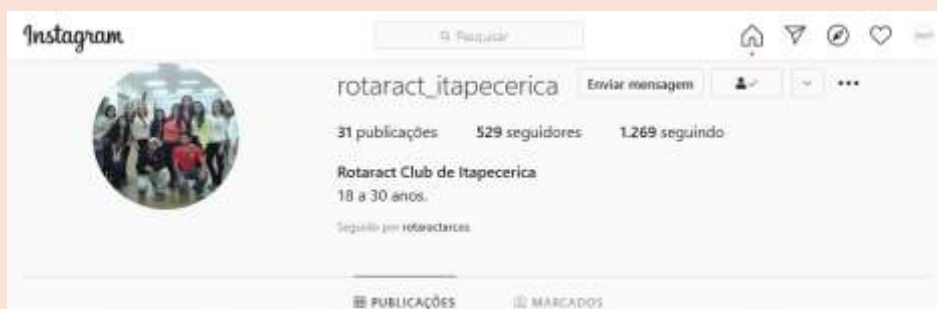 Instagram
Pesquisar
rotaract_itapecerica Enviar mensagem
31 publicações 529 seguidores 1.269 seguindo
Rotaract Club de Itapecerica
18 a 30 anos.
Seguido por rotaractarcos
PUBLICAÇÕES MARCADOS